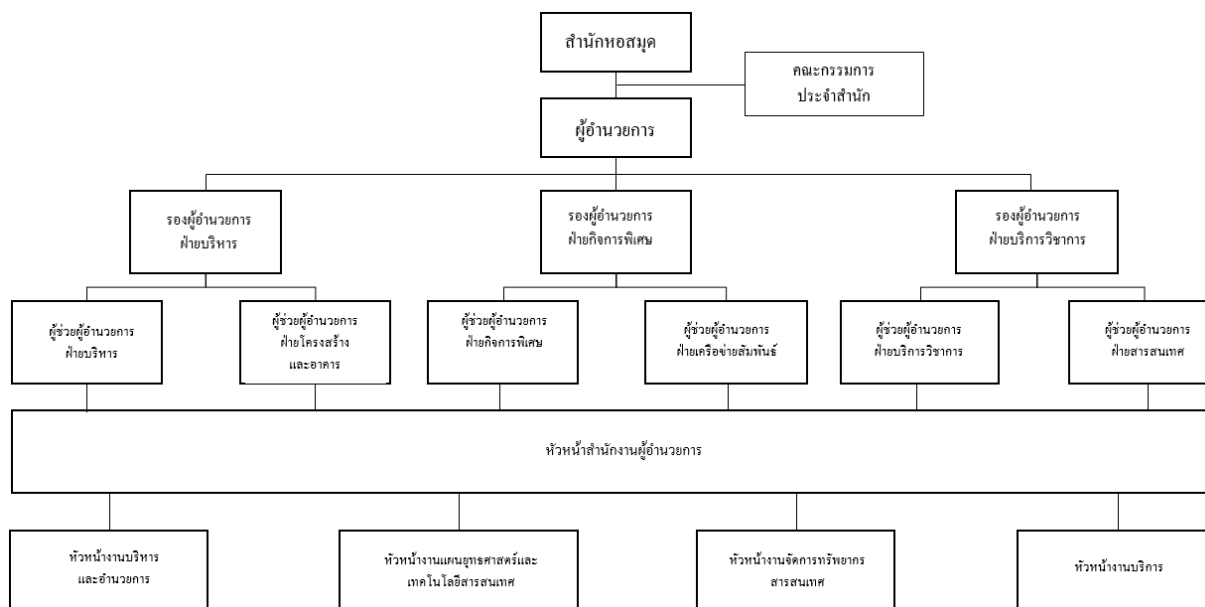 สำนักหอสมุด
คณะกรรมการ
ประจำสำนัก
ผู้อำนวยการ
รองผู้อำนวยการ
ฝ่ายบริหาร
รองผู้อำนวยการ
ฝ่ายกิจการพิเศษ
รองผู้อำนวยการ
ฝ่ายบริการวิชาการ
ผู้ช่วยผู้อำนวยการ
ฝ่ายบริหาร
ผู้ช่วยผู้อำนวยการ
ฝ่ายโครงสร้าง
และอาคาร
ผู้ช่วยผู้อำนวยการ
ฝ่ายกิจการพิเศษ
ผู้ช่วยผู้อำนวยการ
ฝ่ายเครือข่ายสัมพันธ์
ผู้ช่วยผู้อำนวยการ
ฝ่ายบริการวิชาการ
ผู้ช่วยผู้อำนวยการ
ฝ่ายสารสนเทศ
หัวหน้าสำนักงานผู้อำนวยการ
หัวหน้างานบริหาร
และอำนวยการ
หัวหน้างานแผนยุทธศาสตร์และ
เทคโนโลยีสารสนเทศ
หัวหน้างานจัดการทรัพยากร
สารสนเทศ
หัวหน้างานบริการ